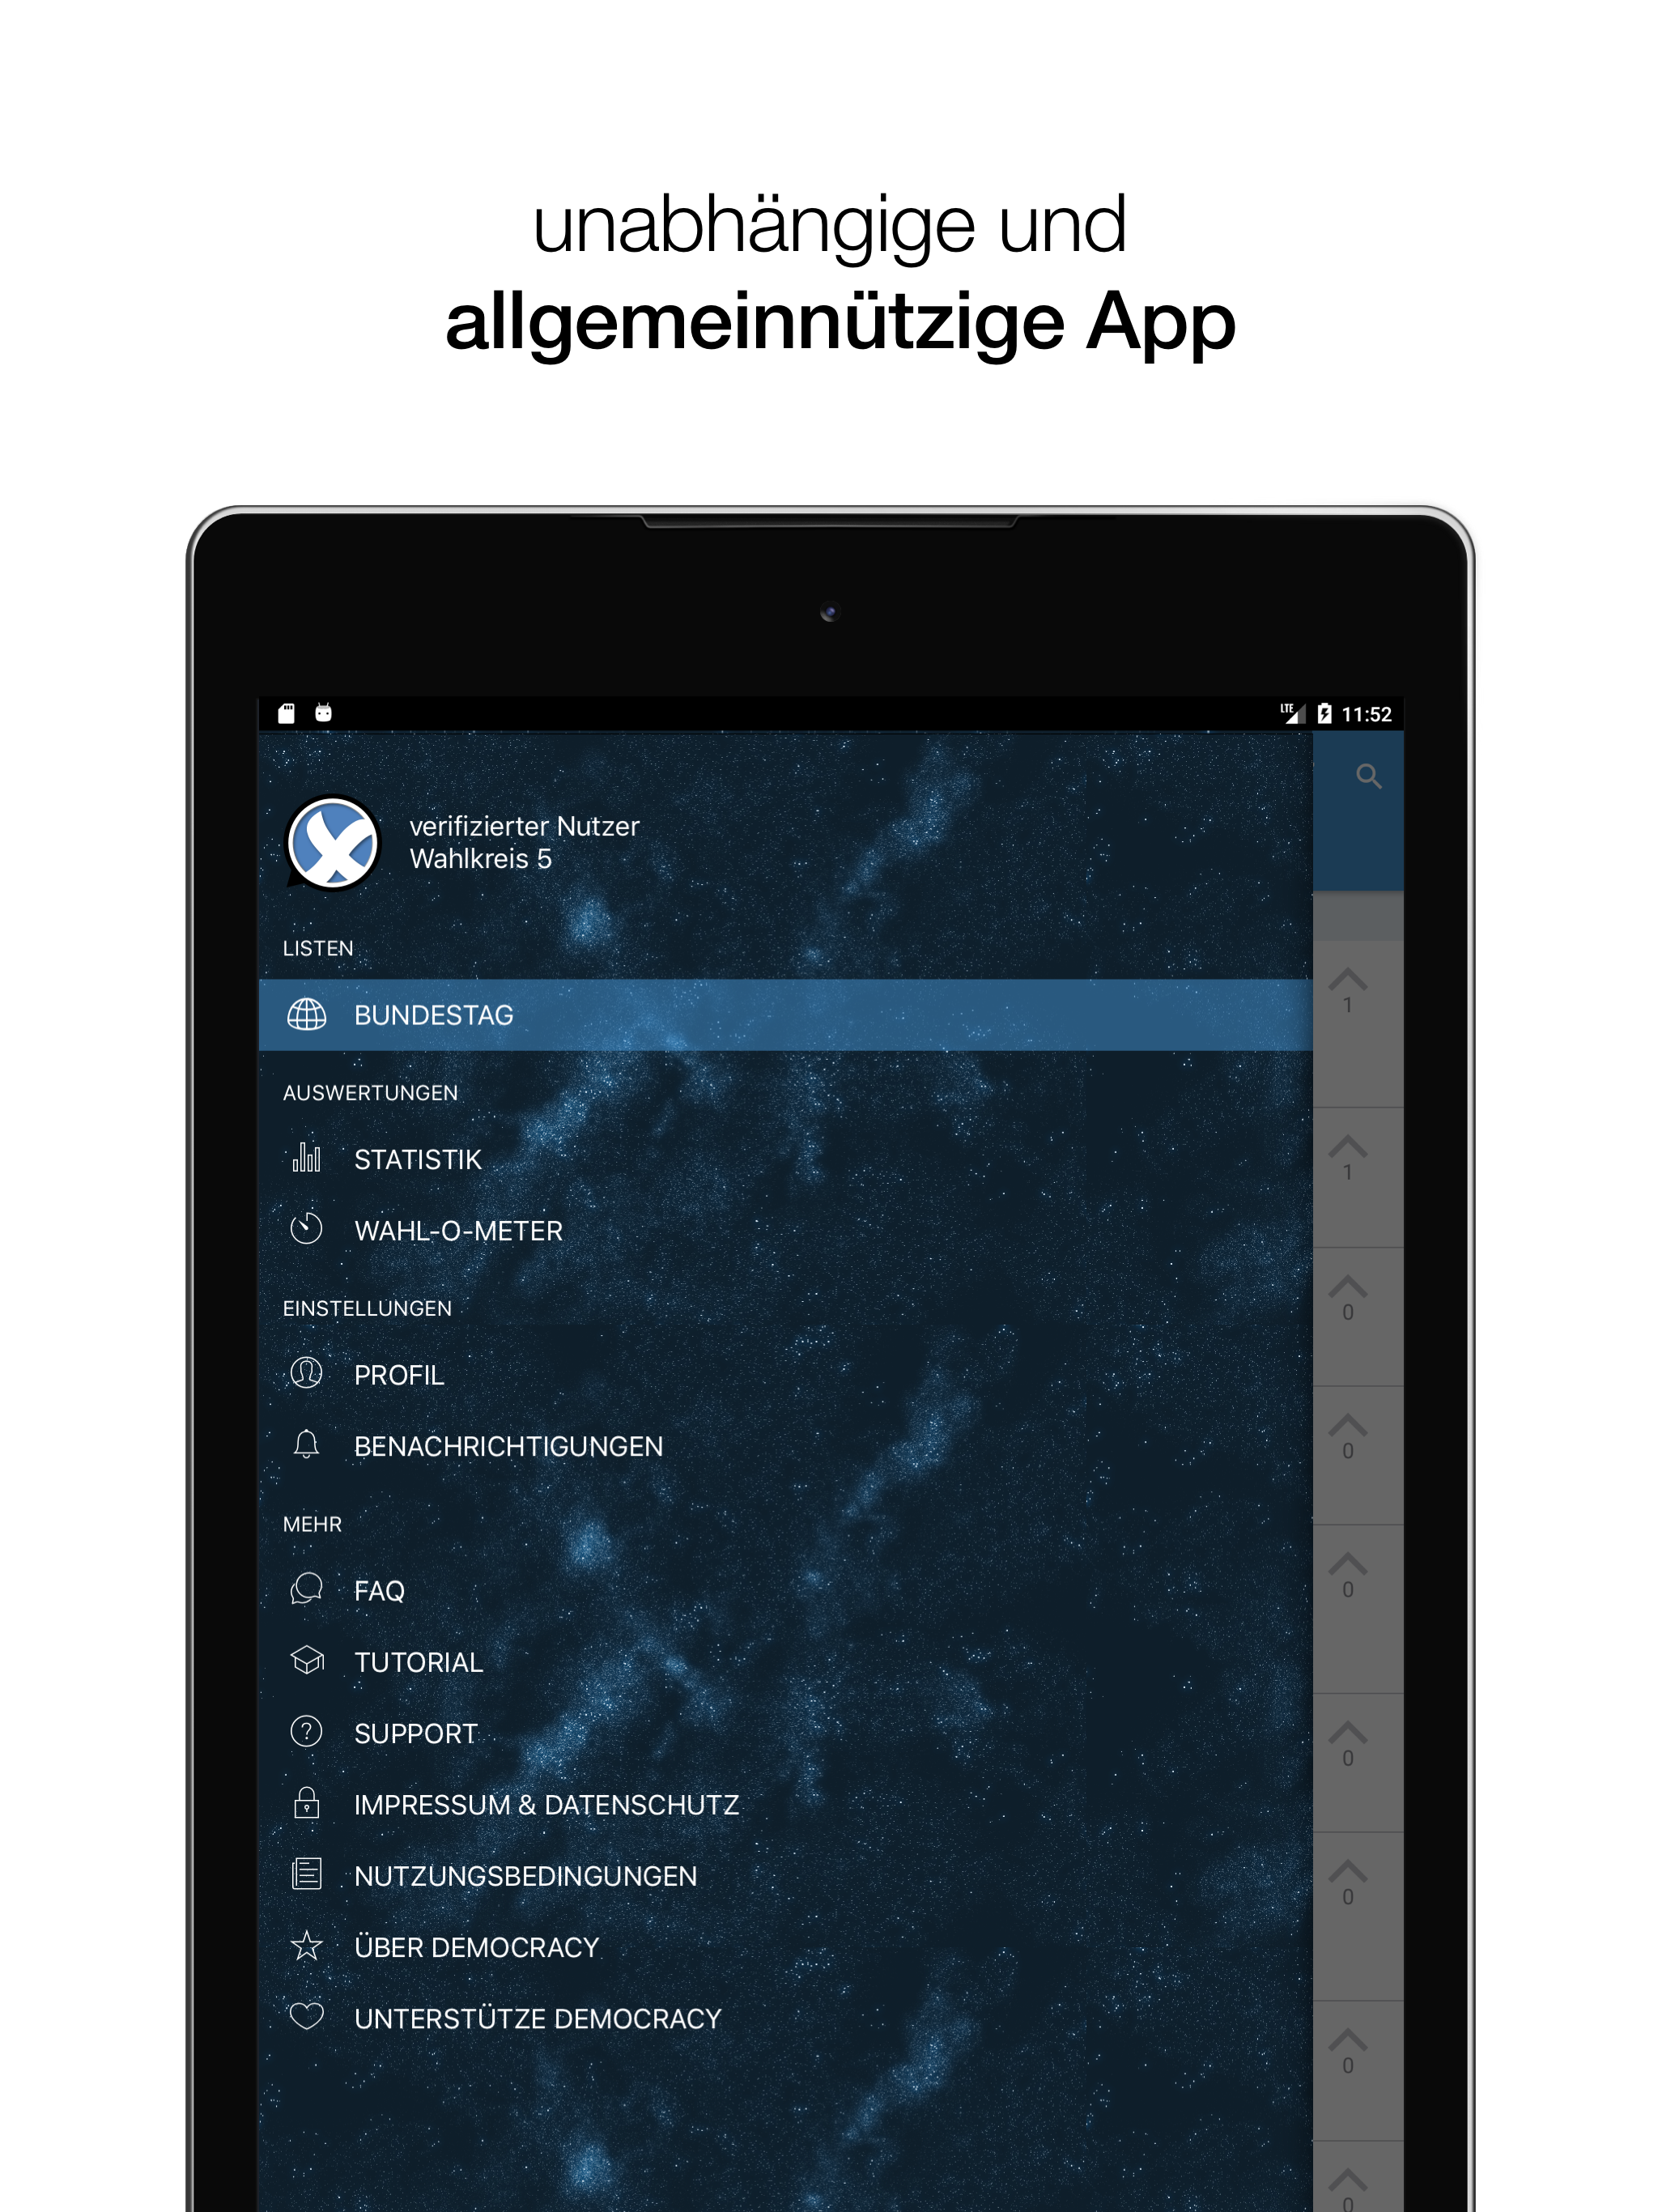 unabhängige und
allgemeinnützige App
LTE 11:52
verifizierter Nutzer
Wahlkreis 5
LISTEN
BUNDESTAG
1
AUSWERTUNGEN
STATISTIK
1
WAHL-O-METER
EINSTELLUNGEN
0
PROFIL
BENACHRICHTIGUNGEN
0
MEHR
FAQ
0
TUTORIAL
SUPPORT
0
IMPRESSUM & DATENSCHUTZ
NUTZUNGSBEDINGUNGEN
0
ÜBER DEMOCRACY
UNTERSTÜTZE DEMOCRACY
0
0